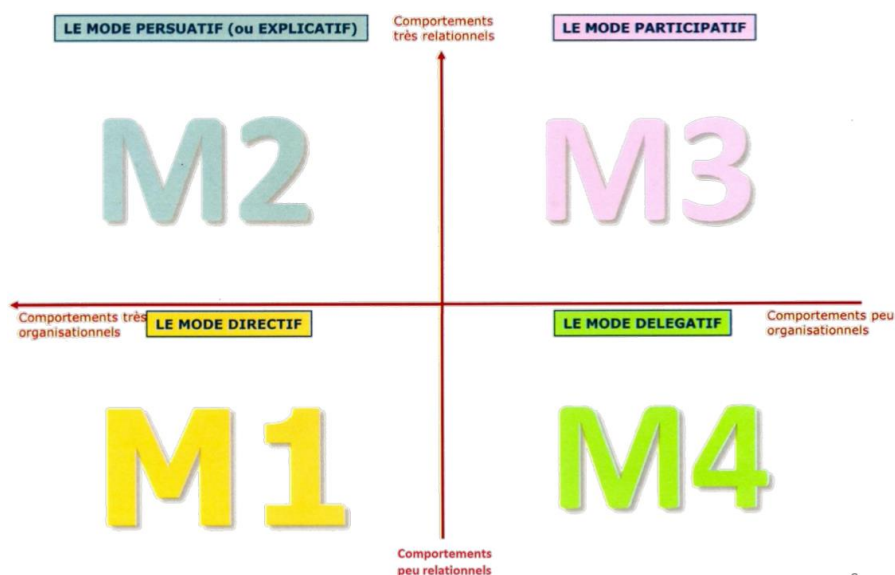 LE MODE PERSUATIF (ou EXPLICATIF)
Comportements
très relationnels
LE MODE PARTICIPATIF
M2
M3
Comportements très
organisationnels
LE MODE DIRECTIF
LE MODE DELEGATIF
Comportements peu
organisationnels
M1
M4
Comportements
peu relationnels